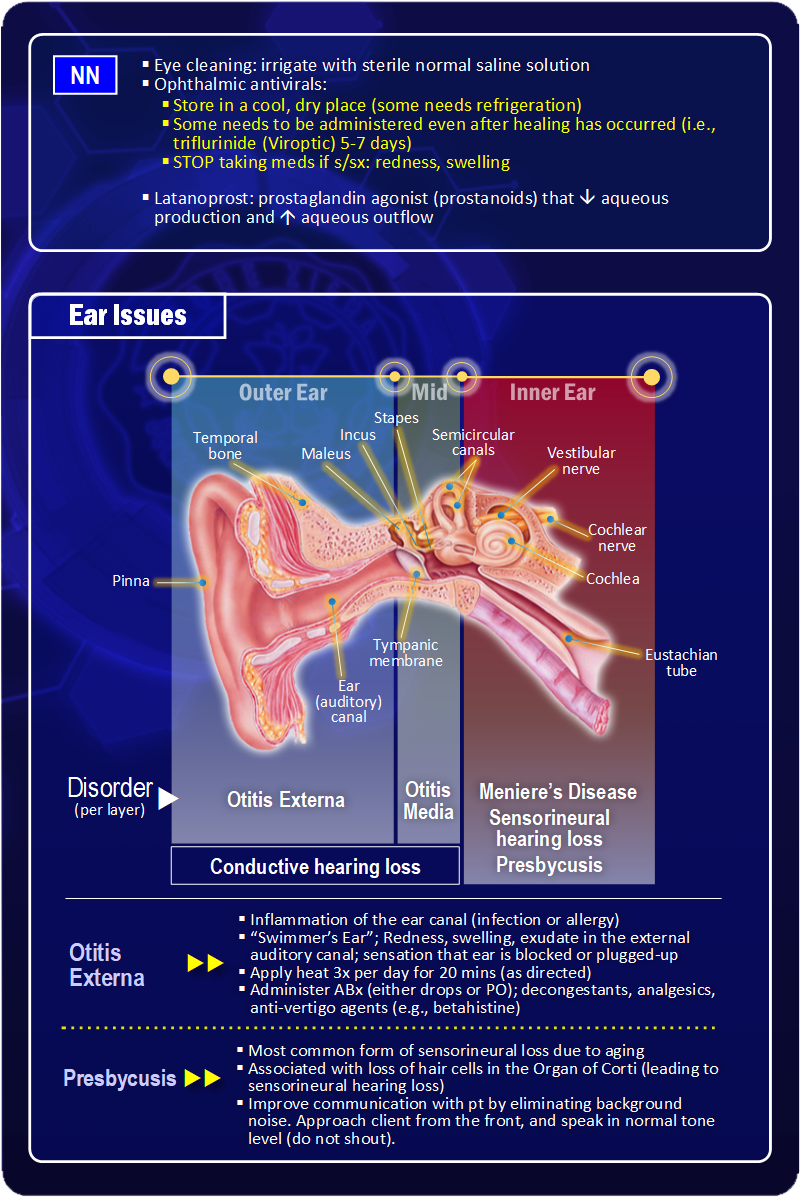 NN
▪ Eye cleaning: irrigate with sterile normal saline solution
▪ Ophthalmic antivirals:
▪ Store in a cool, dry place (some needs refrigeration)
▪ Some needs to be administered even after healing has occurred (i.e.,
triflurinide (Viroptic) 5-7 days)
▪ STOP taking meds if s/sx: redness, swelling
▪ Latanoprost: prostaglandin agonist (prostanoids) that ↓ aqueous
production and ↑ aqueous outflow
Ear Issues
Outer Ear
Mid
Inner Ear
Stapes
Incus
Maleus
Temporal
bone
Semicircular
canals
Vestibular
nerve
Cochlear
nerve
Cochlea
Pinna
Tympanic
membrane
Eustachian
tube
Ear
(auditory)
canal
Disorder
(per layer)
Otitis Externa
Otitis
Media
Meniere's Disease
Sensorineural
hearing loss
Presbycusis
Conductive hearing loss
Otitis
Externa
▪ Inflammation of the ear canal (infection or allergy)
▪ “Swimmer's Ear”; Redness, swelling, exudate in the external
auditory canal; sensation that ear is blocked or plugged-up
▪ Apply heat 3x per day for 20 mins (as directed)
▪ Administer ABx (either drops or PO); decongestants, analgesics,
anti-vertigo agents (e.g., betahistine)
Presbycusis
▪ Most common form of sensorineural loss due to aging
▪ Associated with loss of hair cells in the Organ of Corti (leading to
sensorineural hearing loss)
▪ Improve communication with pt by eliminating background
noise. Approach client from the front, and speak in normal tone
level (do not shout).